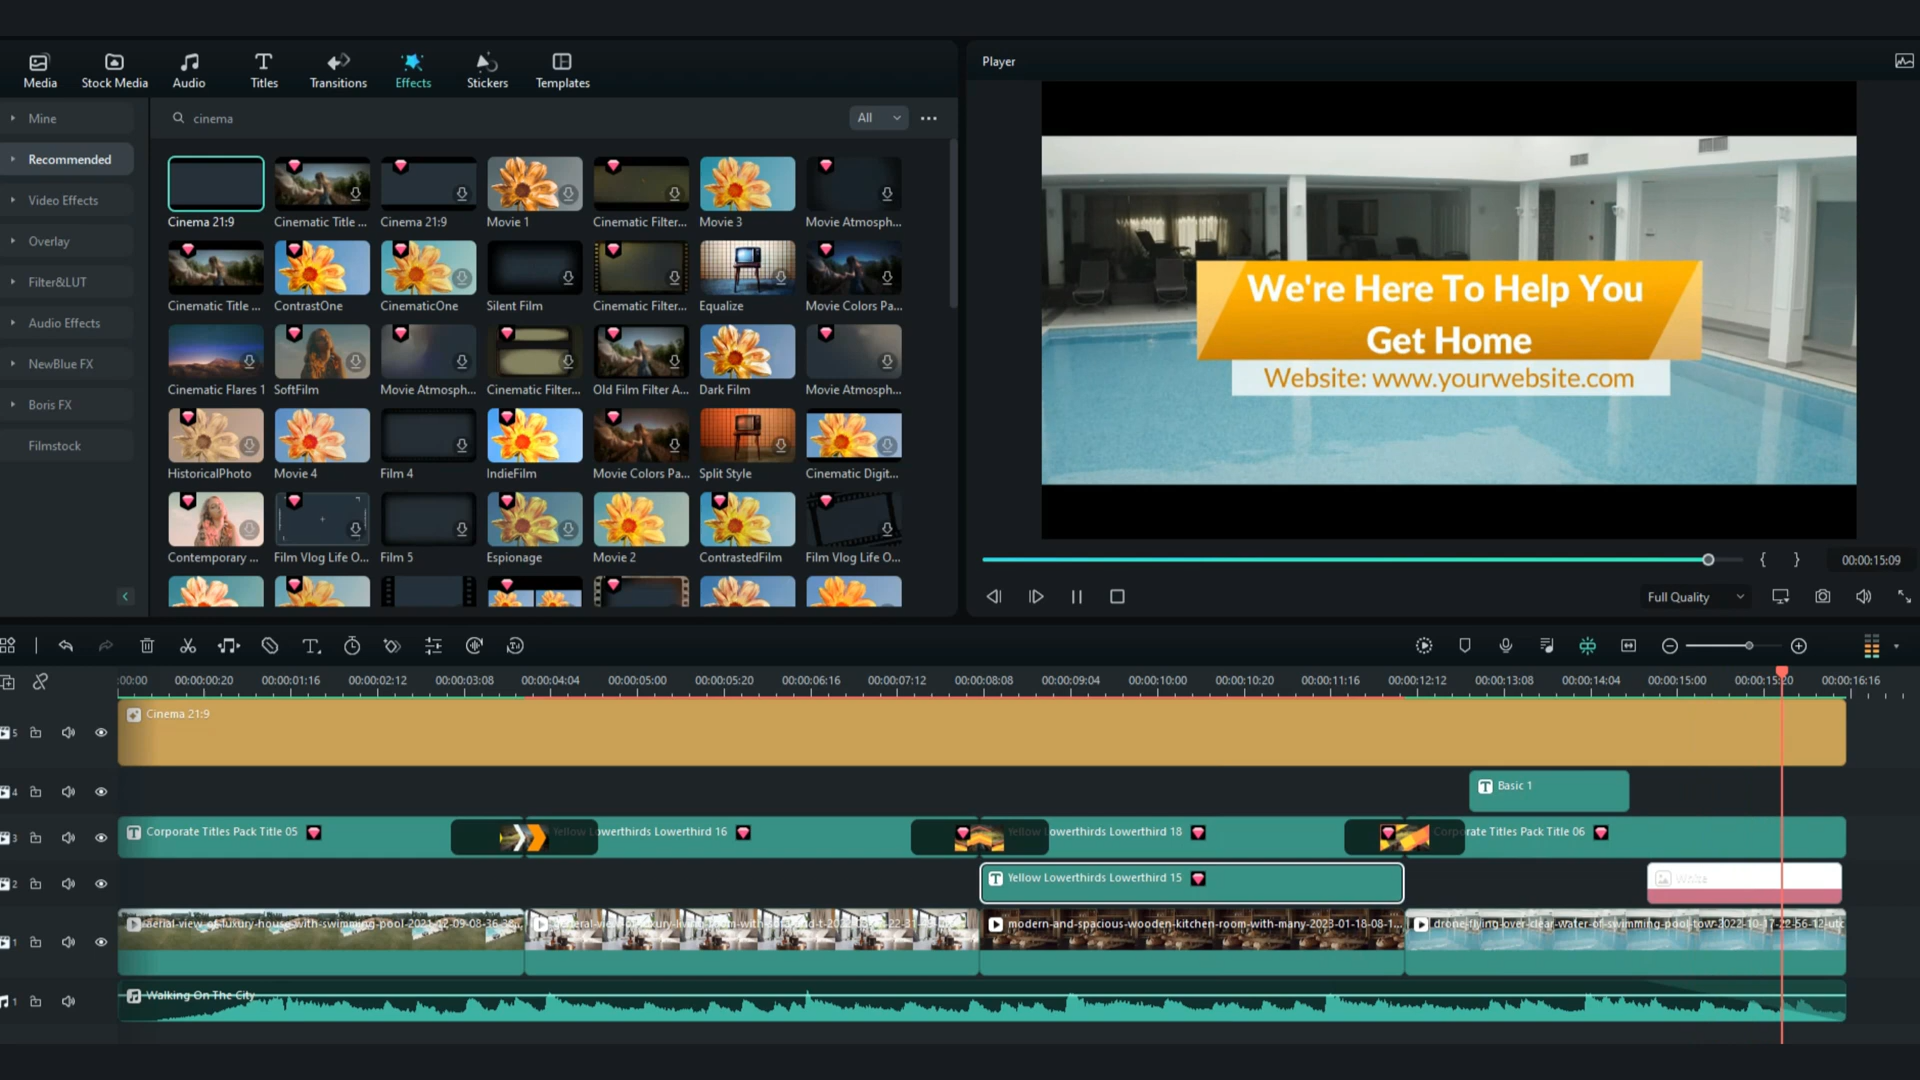 Media Stock Media Audio Titles Transitions Effects Stickers Templates
Player
Mine
cinema
All
Recommended
Video Effects
Overlay
Filter&LUT
Audio Effects
NewBlue FX
Boris FX
Filmstock
Cinema 21:9 Cinematic Title ... Cinema 21:9 Movie 1 Cinematic Filter... Movie 3 Movie Atmosph...
Cinematic Title ... ContrastOne CinematicOne Silent Film Cinematic Filter... Equalize Movie Colors Pa...
Cinematic Flares 1 SoftFilm Movie Atmosph... Cinematic Filter... Old Film Filter A... Dark Film Movie Atmosph...
HistoricalPhoto Movie 4 Film 4 IndieFilm Movie Colors Pa... Split Style Cinematic Digit...
Contemporary ... Film Vlog Life O... Film 5 Espionage Movie 2 ContrastedFilm Film Vlog Life O...
We're Here To Help You
Get Home
Website: www.yourwebsite.com
00:00:15:09
Full Quality
:00:00 00:00:00:20 00:00:01:16 00:00:02:12 00:00:03:08 00:00:04:04 00:00:05:00 00:00:05:20 00:00:06:16 00:00:07:12 00:00:08:08 00:00:09:04 00:00:10:00 00:00:10:20 00:00:11:16 00:00:12:12 00:00:13:08 00:00:14:04 00:00:15:00 00:00:15:20 00:00:16:16
5 Cinema 21:9
4 Basic 1
3 Corporate Titles Pack Title 05 Yellow Lowerthirds Lowerthird 16 Yellow Lowerthirds Lowerthird 18 Corporate Titles Pack Title 06
2 Yellow Lowerthirds Lowerthird 15 White
1 aerial-view-of-luxury-house-with-swimming-pool-2021-12-09-08-36-38... modern-and-spacious-wooden-kitchen-room-with-many-2023-01-18-08-1... drone-flying-over-clear-water-of-swimming-pool-tow-2022-10-17-22-56-12-utc
1 Walking On The City